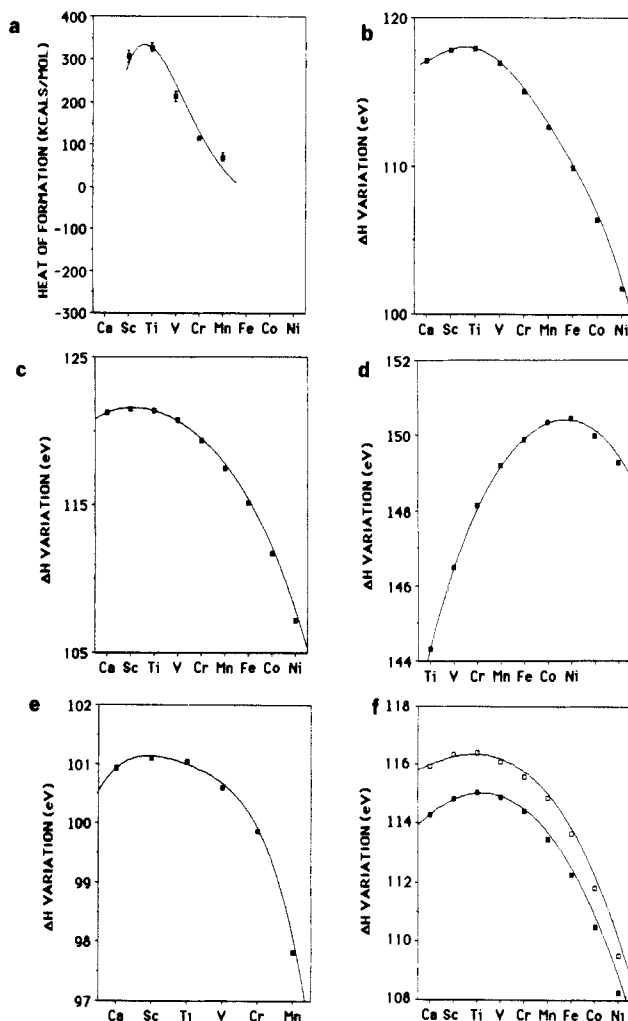 a
HEAT OF FORMATION (KCALS/MOL)
400
300
200
100
0
-100
-200
-300
Ca Sc Ti V Cr Mn Fe Co Ni
b
ΔH VARIATION (eV)
120
110
100
Ca Sc Ti V Cr Mn Fe Co Ni
c
ΔH VARIATION (eV)
125
115
105
Ca Sc Ti V Cr Mn Fe Co Ni
d
ΔH VARIATION (eV)
152
150
148
146
144
Ti V Cr Mn Fe Co Ni
e
ΔH VARIATION (eV)
102
101
100
99
98
97
Ca Sc Ti V Cr Mn
f
ΔH VARIATION (eV)
118
116
114
112
110
108
Ca Sc Ti V Cr Mn Fe Co Ni